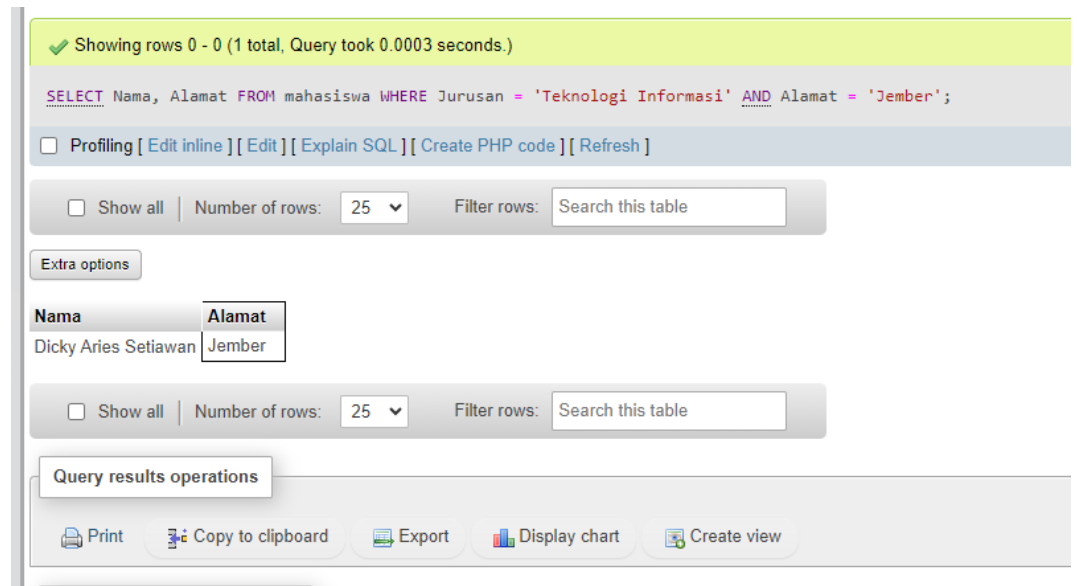 Showing rows 0 - 0 (1 total, Query took 0.0003 seconds.)
SELECT Nama, Alamat FROM mahasiswa WHERE Jurusan = 'Teknologi Informasi' AND Alamat = 'Jember';
Profiling [ Edit inline ] [ Edit ] [ Explain SQL ] [ Create PHP code ] [ Refresh ]
Show all | Number of rows: 25 Filter rows: Search this table
Extra options
Nama Alamat
Dicky Aries Setiawan Jember
Show all | Number of rows: 25 Filter rows: Search this table
Query results operations
Print Copy to clipboard Export Display chart Create view